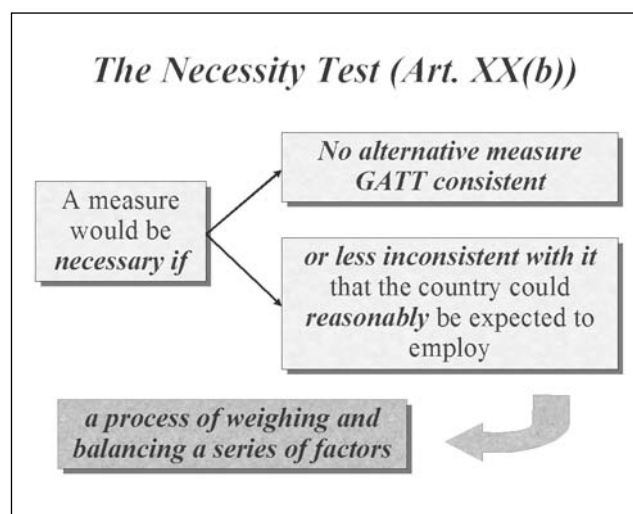 The Necessity Test (Art. XX(b))
A measure
would be
necessary if
No alternative measure
GATT consistent
or less inconsistent with it
that the country could
reasonably be expected to
employ
a process of weighing and
balancing a series of factors